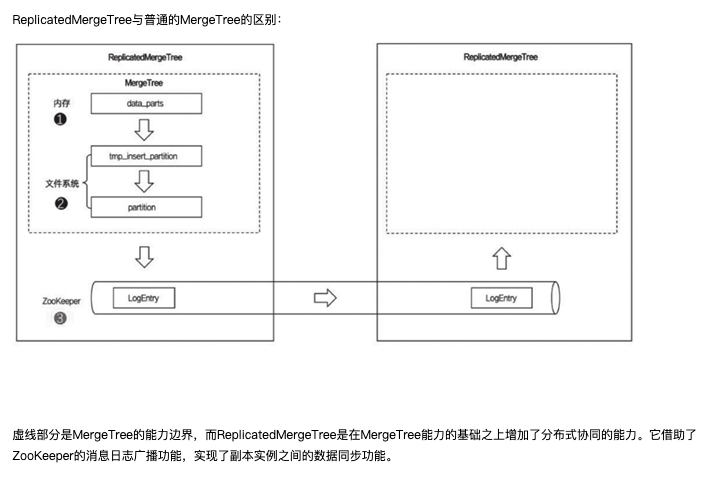 ReplicatedMergeTree与普通的MergeTree的区别：
ReplicatedMergeTree
MergeTree
内存
❶
data_parts
tmp_insert_partition
文件系统
❷
partition
ZooKeeper
❸
LogEntry
ReplicatedMergeTree
LogEntry
虚线部分是MergeTree的能力边界，而ReplicatedMergeTree是在MergeTree能力的基础之上增加了分布式协同的能力。它借助了
ZooKeeper的消息日志广播功能，实现了副本实例之间的数据同步功能。